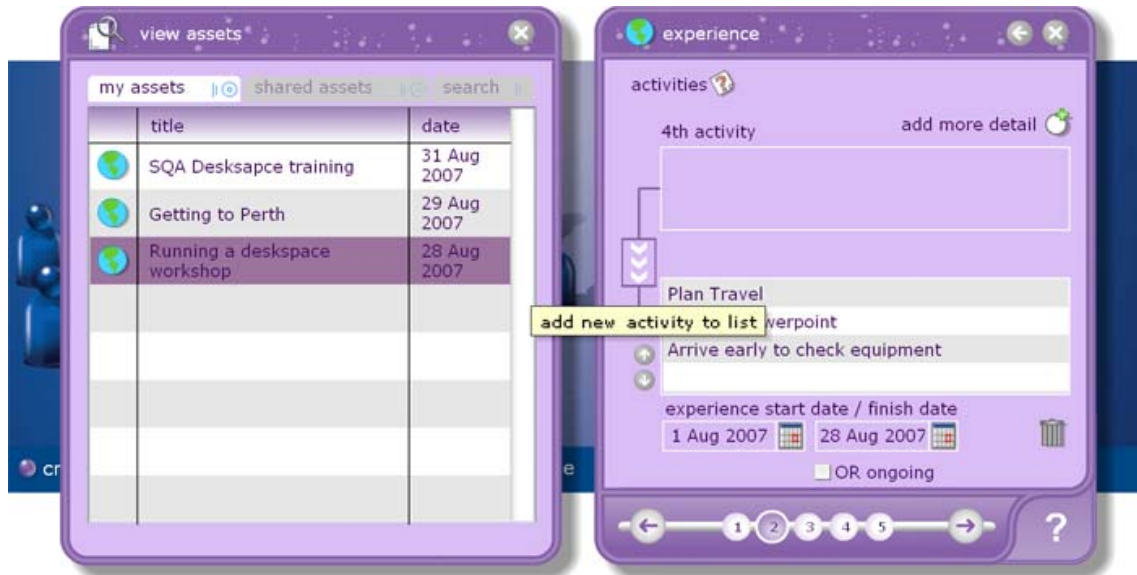 view assets
my assets
shared assets
search
title
date
SQA Desksapce training
31 Aug
2007
Getting to Perth
29 Aug
2007
Running a deskspace
workshop
28 Aug
2007
experience
activities
add more detail
4th activity
Plan Travel
add new activity to list
werpoint
Arrive early to check equipment
experience start date / finish date
1 Aug 2007
28 Aug 2007
OR ongoing
cr
e
1 2 3 4 5
?